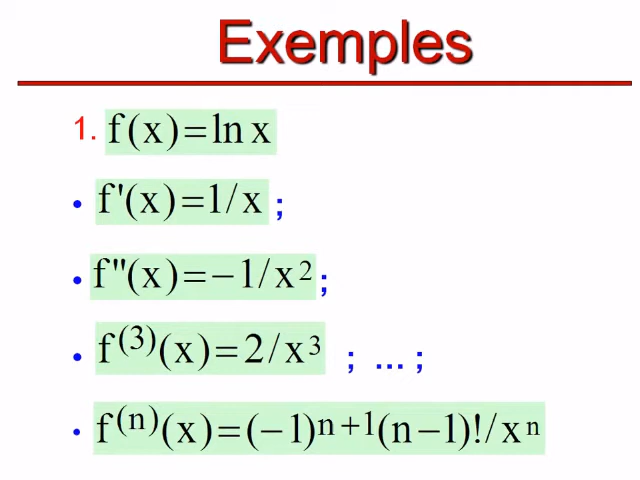 Exemples
1. f(x)=ln x
• f'(x)=1/x ;
• f"(x)=−1/x² ;
• f⁽³⁾(x)=2/x³ ; ... ;
• f⁽ⁿ⁾(x)=(−1)ⁿ⁺¹(n−1)!/xⁿ